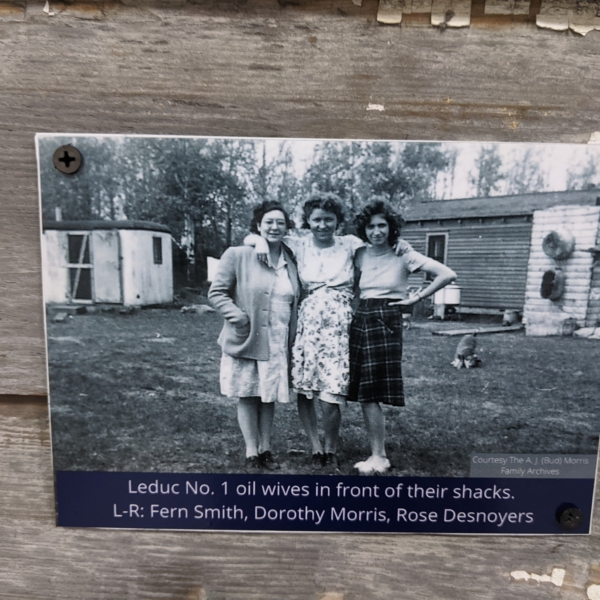 Courtesy The A. J. (Bud) Morris
Family Archives
Leduc No. 1 oil wives in front of their shacks.
L-R: Fern Smith, Dorothy Morris, Rose Desnoyers